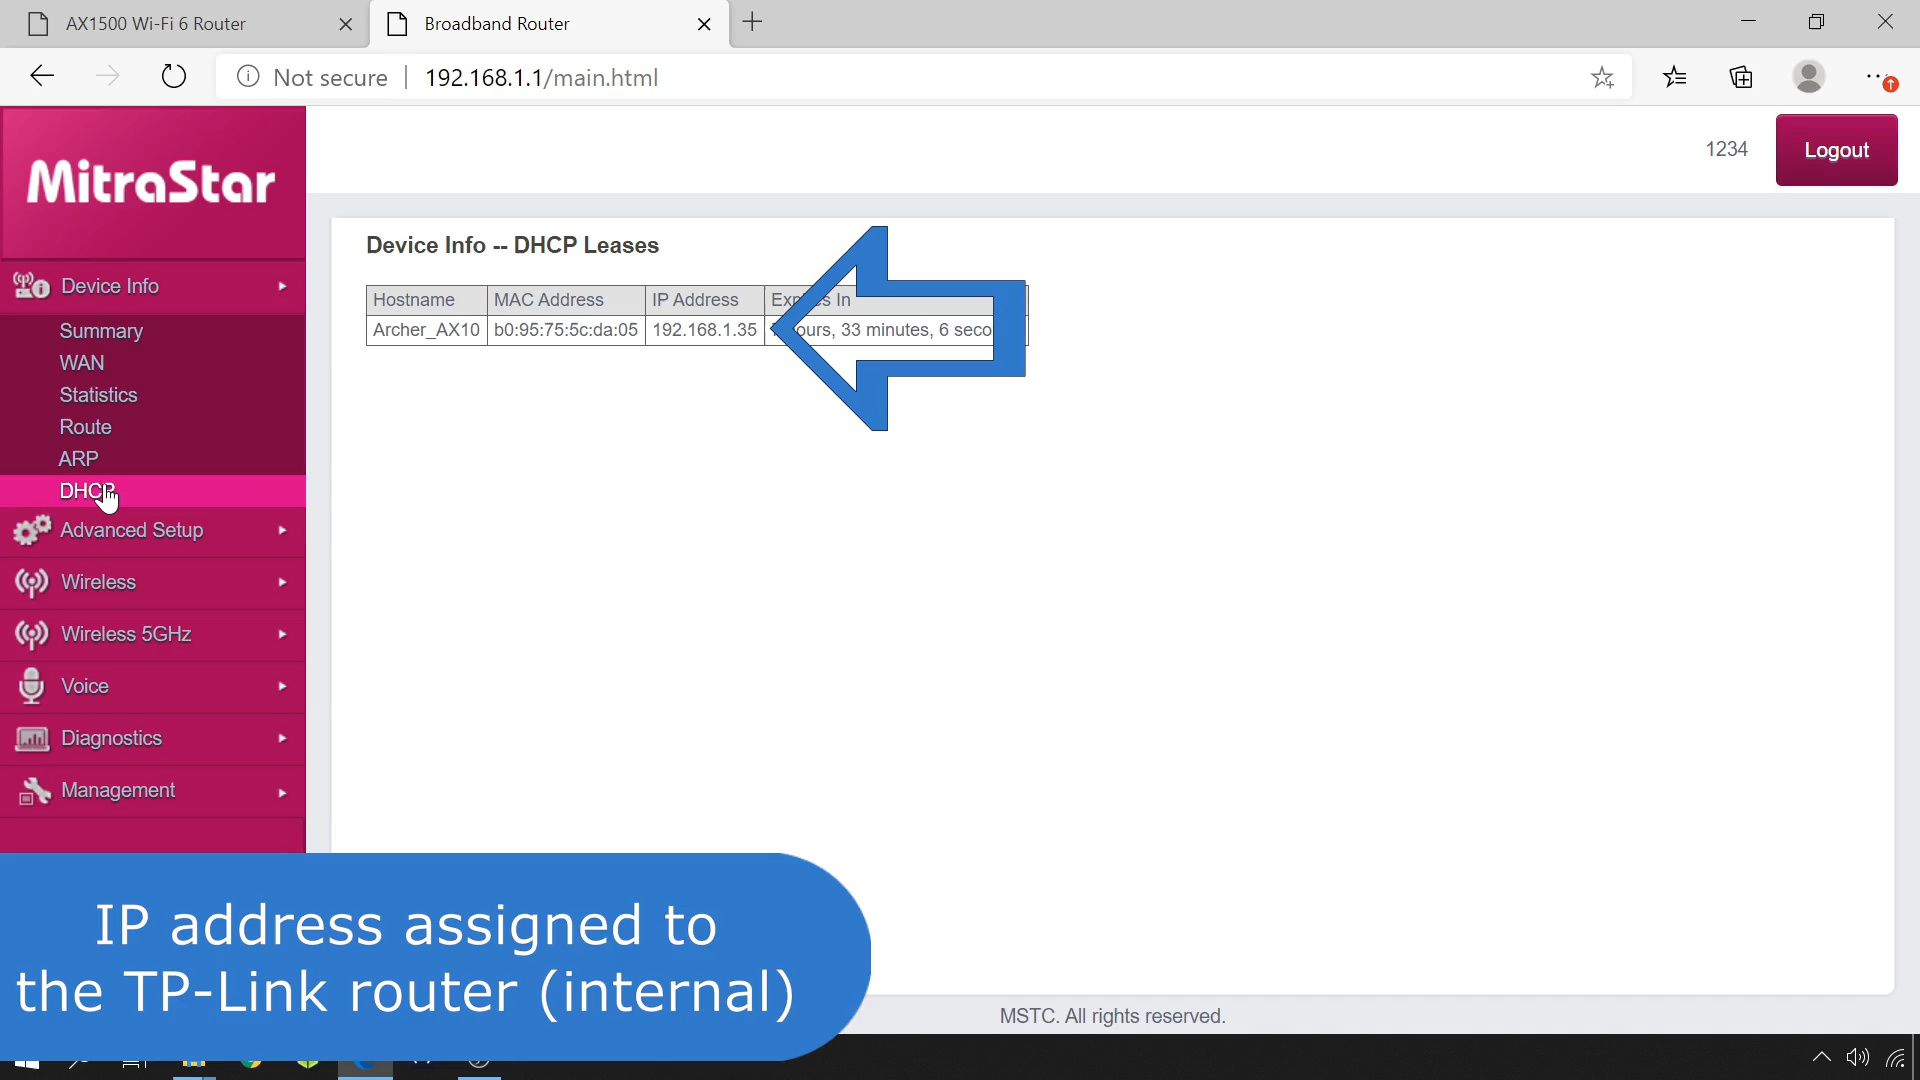 AX1500 Wi-Fi 6 Router
Broadband Router
Not secure
192.168.1.1/main.html
MitraStar
1234
Logout
Device Info
Summary
WAN
Statistics
Route
ARP
DHCP
Advanced Setup
Wireless
Wireless 5GHz
Voice
Diagnostics
Management
Device Info -- DHCP Leases
Hostname MAC Address IP Address In
Archer_AX10 b0:95:75:5c:da:05 192.168.1.35 33 minutes, 6
IP address assigned to
the TP-Link router (internal)
MSTC. All rights reserved.